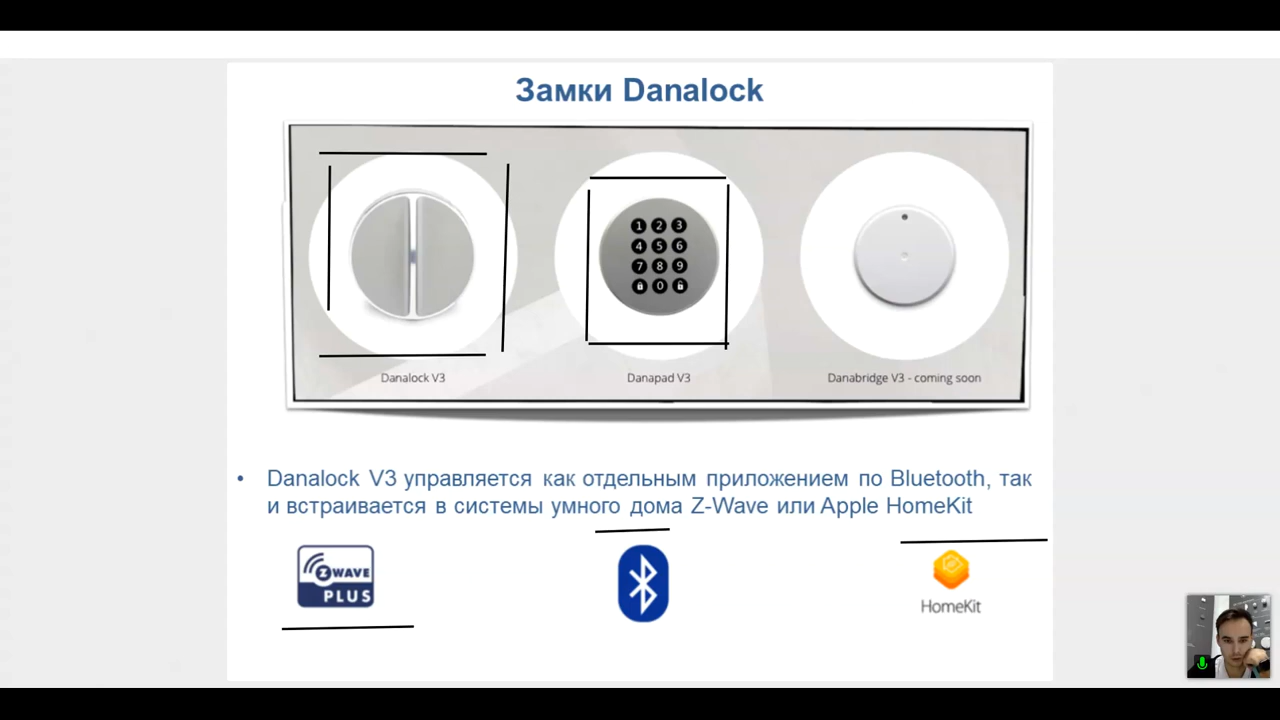 Замки Danalock
1 2 3
4 5 6
7 8 9
0
Danalock V3
Danapad V3
Danabridge V3 - coming soon
• Danalock V3 управляется как отдельным приложением по Bluetooth, так
и встраивается в системы умного дома Z-Wave или Apple HomeKit
Z WAVE
PLUS
HomeKit